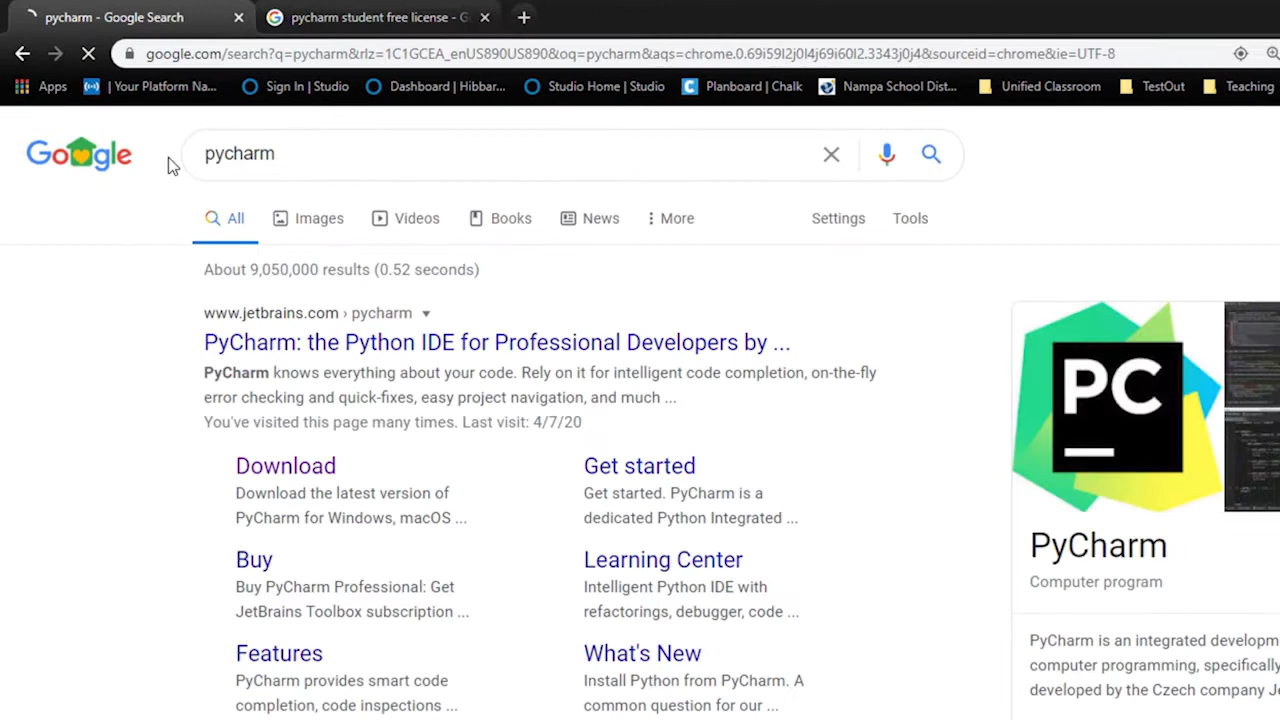 pycharm - Google Search
pycharm student free license - G
google.com/search?q=pycharm&rlz=1C1GCEA_enUS890US890&oq=pycharm&aqs=chrome.0.69i59l2j0l4j69i60l2.3343j0j4&sourceid=chrome&ie=UTF-8
Apps
| Your Platform Na...
Sign In | Studio
Dashboard | Hibbar...
Studio Home | Studio
Planboard | Chalk
Nampa School Dist...
Unified Classroom
TestOut
Teaching
Google
pycharm
All
Images
Videos
Books
News
More
Settings
Tools
About 9,050,000 results (0.52 seconds)
www.jetbrains.com › pycharm
PyCharm: the Python IDE for Professional Developers by ...
PyCharm knows everything about your code. Rely on it for intelligent code completion, on-the-fly
error checking and quick-fixes, easy project navigation, and much ...
You've visited this page many times. Last visit: 4/7/20
Download
Download the latest version of
PyCharm for Windows, macOS ...
Get started
Get started. PyCharm is a
dedicated Python Integrated ...
Buy
Buy PyCharm Professional: Get
JetBrains Toolbox subscription ...
Learning Center
Intelligent Python IDE with
refactorings, debugger, code ...
Features
PyCharm provides smart code
completion, code inspections ...
What's New
Install Python from PyCharm. A
common question for our ...
PC
PyCharm
Computer program
PyCharm is an integrated developm
computer programming, specifically
developed by the Czech company Je